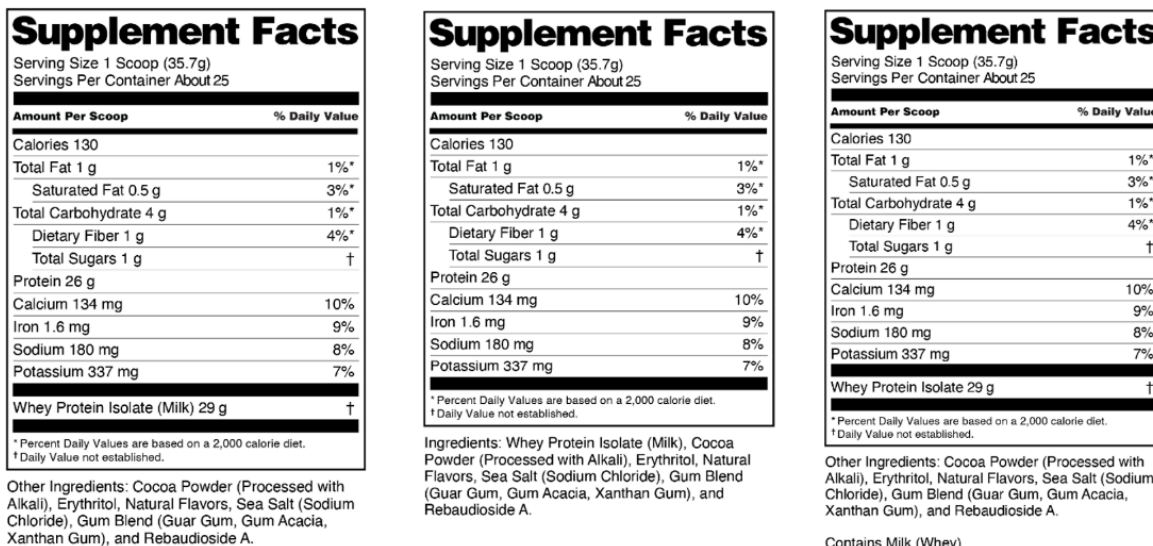 Supplement Facts
Serving Size 1 Scoop (35.7g)
Servings Per Container About 25
Amount Per Scoop % Daily Value
Calories 130
Total Fat 1 g 1%*
Saturated Fat 0.5 g 3%*
Total Carbohydrate 4 g 1%*
Dietary Fiber 1 g 4%*
Total Sugars 1 g †
Protein 26 g
Calcium 134 mg 10%
Iron 1.6 mg 9%
Sodium 180 mg 8%
Potassium 337 mg 7%
Whey Protein Isolate (Milk) 29 g †
* Percent Daily Values are based on a 2,000 calorie diet.
† Daily Value not established.
Other Ingredients: Cocoa Powder (Processed with
Alkali), Erythritol, Natural Flavors, Sea Salt (Sodium
Chloride), Gum Blend (Guar Gum, Gum Acacia,
Xanthan Gum), and Rebaudioside A.
Supplement Facts
Serving Size 1 Scoop (35.7g)
Servings Per Container About 25
Amount Per Scoop % Daily Value
Calories 130
Total Fat 1 g 1%*
Saturated Fat 0.5 g 3%*
Total Carbohydrate 4 g 1%*
Dietary Fiber 1 g 4%*
Total Sugars 1 g †
Protein 26 g
Calcium 134 mg 10%
Iron 1.6 mg 9%
Sodium 180 mg 8%
Potassium 337 mg 7%
* Percent Daily Values are based on a 2,000 calorie diet.
† Daily Value not established.
Ingredients: Whey Protein Isolate (Milk), Cocoa
Powder (Processed with Alkali), Erythritol, Natural
Flavors, Sea Salt (Sodium Chloride), Gum Blend
(Guar Gum, Gum Acacia, Xanthan Gum), and
Rebaudioside A.
Supplement Facts
Serving Size 1 Scoop (35.7g)
Servings Per Container About 25
Amount Per Scoop % Daily Value
Calories 130
Total Fat 1 g 1%*
Saturated Fat 0.5 g 3%*
Total Carbohydrate 4 g 1%*
Dietary Fiber 1 g 4%*
Total Sugars 1 g †
Protein 26 g
Calcium 134 mg 10%
Iron 1.6 mg 9%
Sodium 180 mg 8%
Potassium 337 mg 7%
Whey Protein Isolate 29 g †
* Percent Daily Values are based on a 2,000 calorie diet.
† Daily Value not established.
Other Ingredients: Cocoa Powder (Processed with
Alkali), Erythritol, Natural Flavors, Sea Salt (Sodium
Chloride), Gum Blend (Guar Gum, Gum Acacia,
Xanthan Gum), and Rebaudioside A.
Contains Milk (Whey)